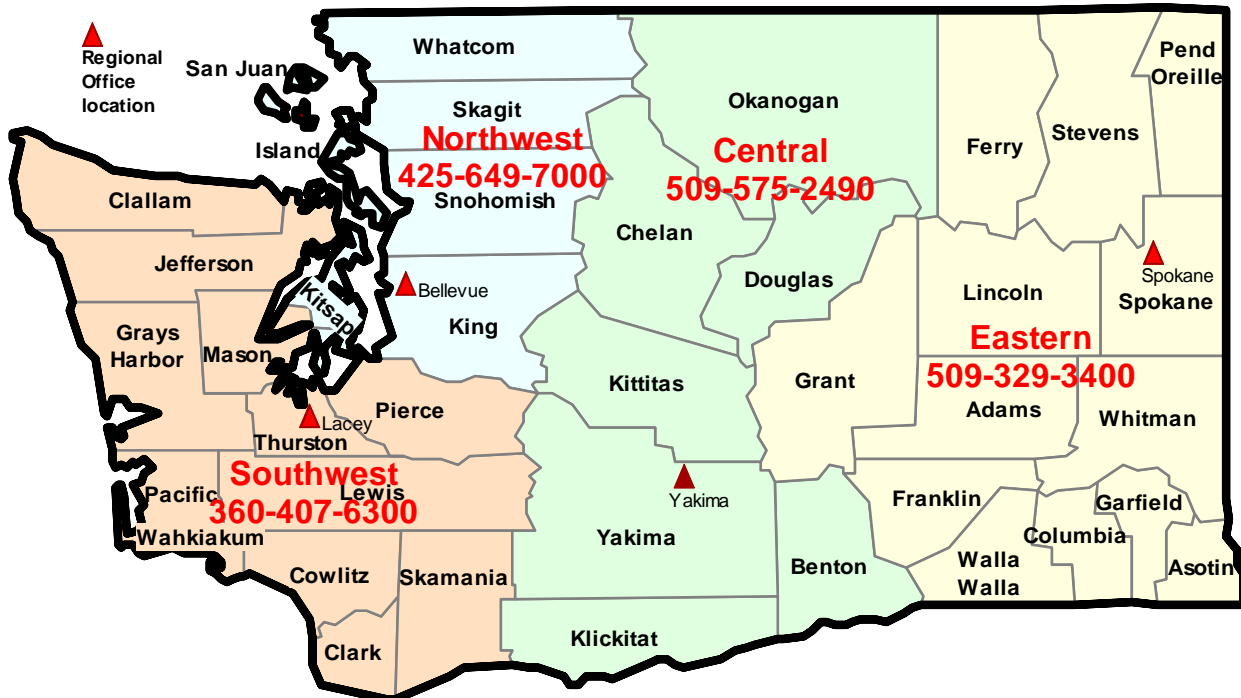 Regional
Office
location
San Juan
Island
Whatcom
Skagit
Northwest
425-649-7000
Snohomish
King
Bellevue
Kitsap
Clallam
Jefferson
Grays
Harbor
Mason
Pierce
Lacey
Thurston
Southwest
360-407-6300
Lewis
Pacific
Wahkiakum
Cowlitz
Skamania
Clark
Okanogan
Central
509-575-2490
Chelan
Douglas
Kittitas
Yakima
Yakima
Benton
Klickitat
Ferry
Stevens
Pend
Oreille
Lincoln
Spokane
Spokane
Eastern
509-329-3400
Grant
Adams
Whitman
Franklin
Columbia
Garfield
Walla
Walla
Asotin